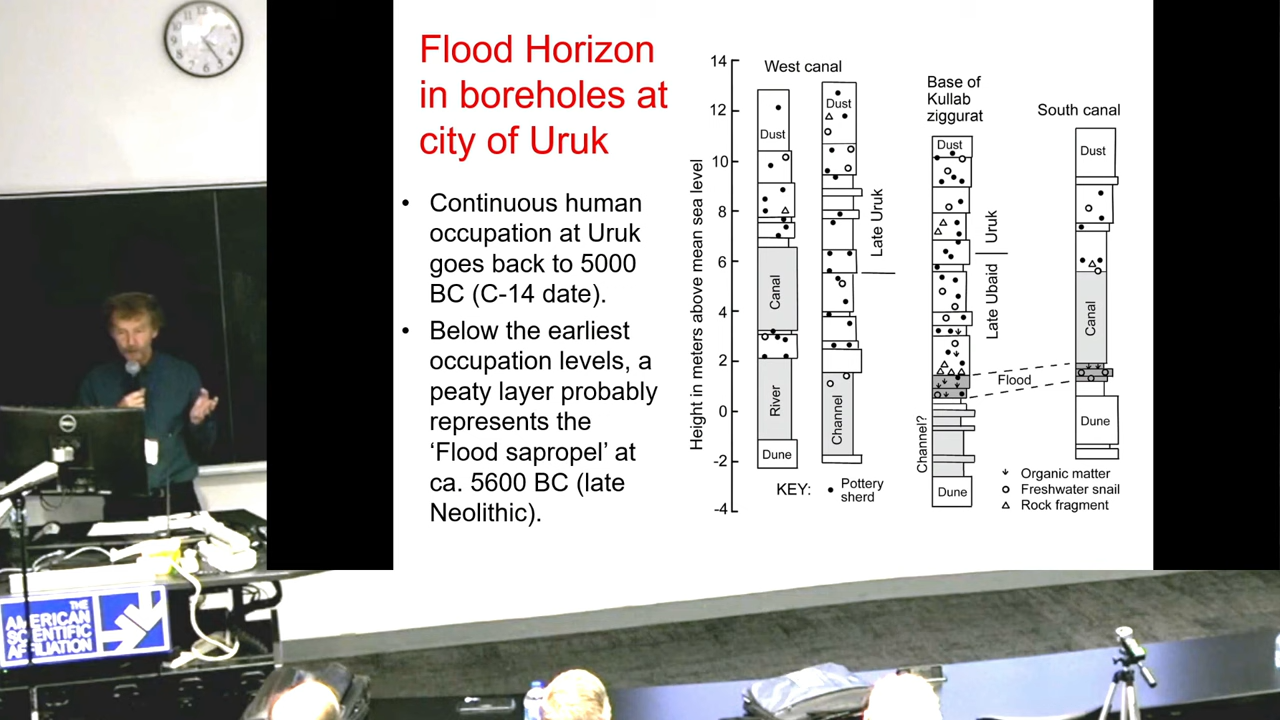 Flood Horizon
in boreholes at
city of Uruk
• Continuous human
occupation at Uruk
goes back to 5000
BC (C-14 date).
• Below the earliest
occupation levels, a
peaty layer probably
represents the
‘Flood sapropel’ at
ca. 5600 BC (late
Neolithic).
Height in meters above mean sea level
14
12
10
8
6
4
2
0
-2
-4
West canal
Dust
Canal
River
Dune
Dust
Channel
Late Uruk
Base of
Kullab
ziggurat
Dust
Channel?
Dune
Uruk
Late Ubaid
Flood
South canal
Dust
Canal
Dune
KEY:
Pottery
sherd
Organic matter
Freshwater snail
Rock fragment
DELL
THE
AMERICAN
SCIENTIFIC
AFFILIATION